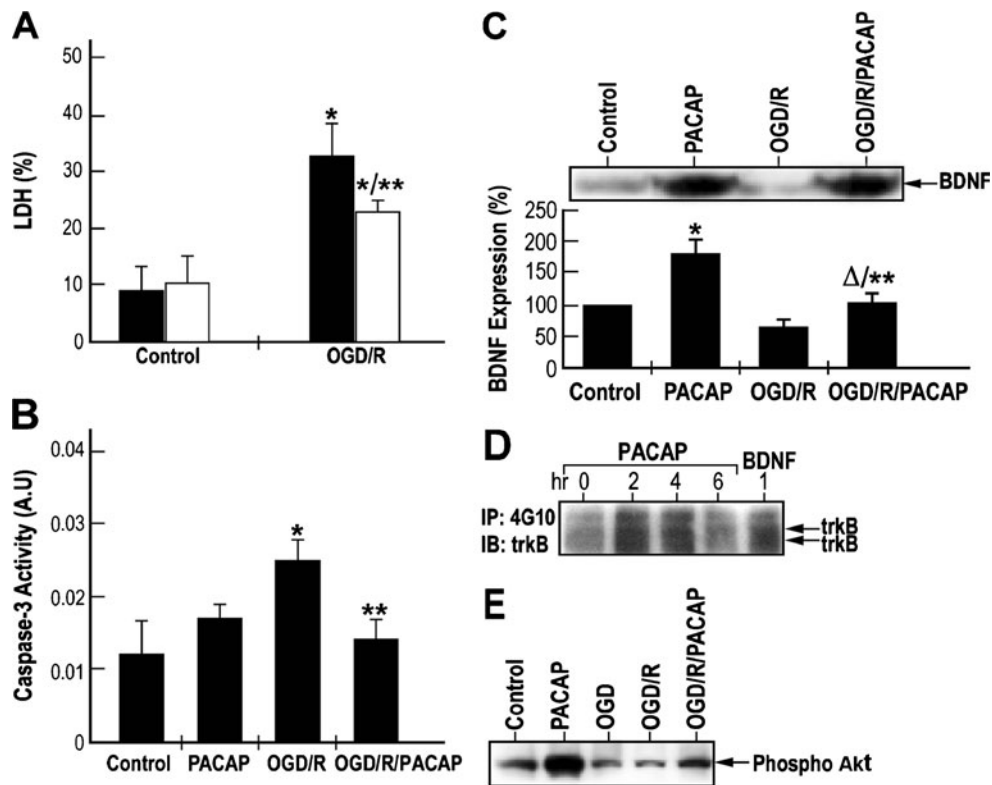 A
LDH (%)
50
40
30
20
10
0
*
*/**
Control
OGD/R
B
Caspase-3 Activity (A.U)
0.04
0.03
0.02
0.01
0
*
**
Control
PACAP
OGD/R
OGD/R/PACAP
C
Control
PACAP
OGD/R
OGD/R/PACAP
BDNF
BDNF Expression (%)
250
200
150
100
50
0
*
Δ/**
Control
PACAP
OGD/R
OGD/R/PACAP
D
PACAP
BDNF
hr 0 2 4 6 1
IP: 4G10
IB: trkB
trkB
trkB
E
Control
PACAP
OGD
OGD/R
OGD/R/PACAP
Phospho Akt